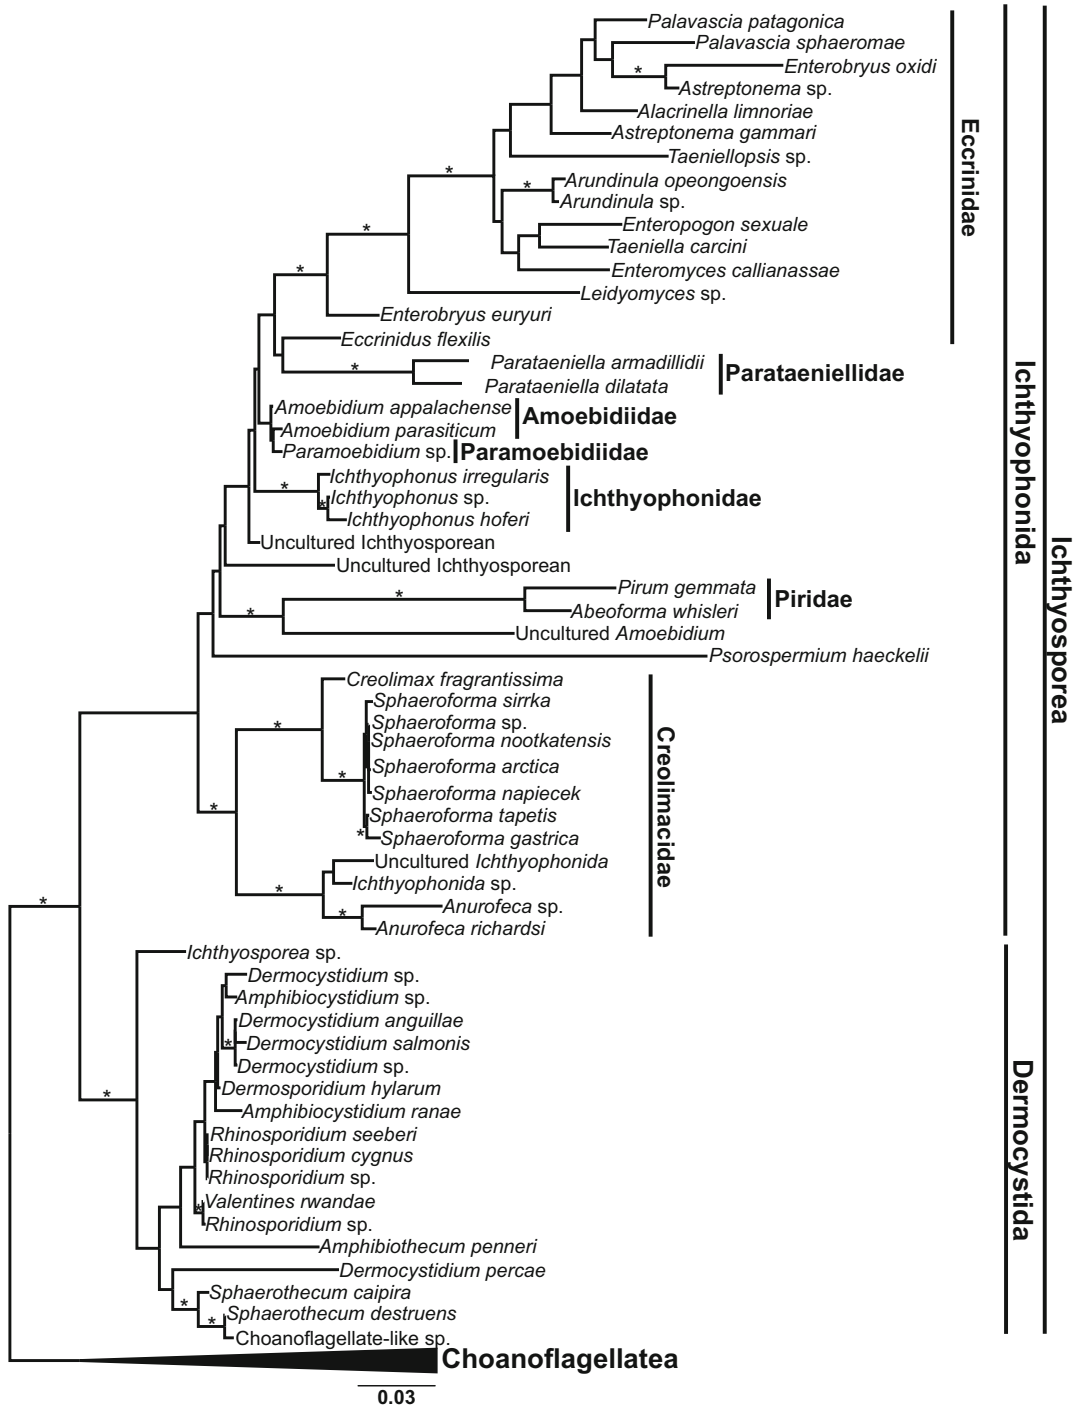 Palavascia patagonica
Palavascia sphaeromae
Enterobryus oxidi
Astreptonema sp.
Alacrinella limnoriae
Astreptonema gammari
Taeniellopsis sp.
Arundinula opeongoensis
Arundinula sp.
Enteropogon sexuale
Taeniella carcini
Enteromyces callianassae
Leidyomyces sp.
Enterobryus euryuri
Eccrinidus flexilis
Eccrinidae
Parataeniella armadillidii
Parataeniella dilatata
Parataeniellidae
Amoebidium appalachense
Amoebidium parasiticum
Amoebidiidae
Paramoebidium sp.
Paramoebidiidae
Ichthyophonus irregularis
Ichthyophonus sp.
Ichthyophonus hoferi
Ichthyophonidae
Uncultured Ichthyosporean
Uncultured Ichthyosporean
Pirum gemmata
Abeoforma whisleri
Piridae
Uncultured Amoebidium
Psorospermium haeckelii
Creolimax fragrantissima
Sphaeroforma sirrka
Sphaeroforma sp.
Sphaeroforma nootkatensis
Sphaeroforma arctica
Sphaeroforma napiecek
Sphaeroforma tapetis
Sphaeroforma gastrica
Uncultured Ichthyophonida
Ichthyophonida sp.
Anurofeca sp.
Anurofeca richardsi
Creolimacidae
Ichthyophonida
Ichthyosporea
Ichthyosporea sp.
Dermocystidium sp.
Amphibiocystidium sp.
Dermocystidium anguillae
Dermocystidium salmonis
Dermocystidium sp.
Dermosporidium hylarum
Amphibiocystidium ranae
Rhinosporidium seeberi
Rhinosporidium cygnus
Rhinosporidium sp.
Valentines rwandae
Rhinosporidium sp.
Amphibiothecum penneri
Dermocystidium percae
Sphaerothecum caipira
Sphaerothecum destruens
Choanoflagellate-like sp.
Dermocystida
Choanoflagellatea
0.03